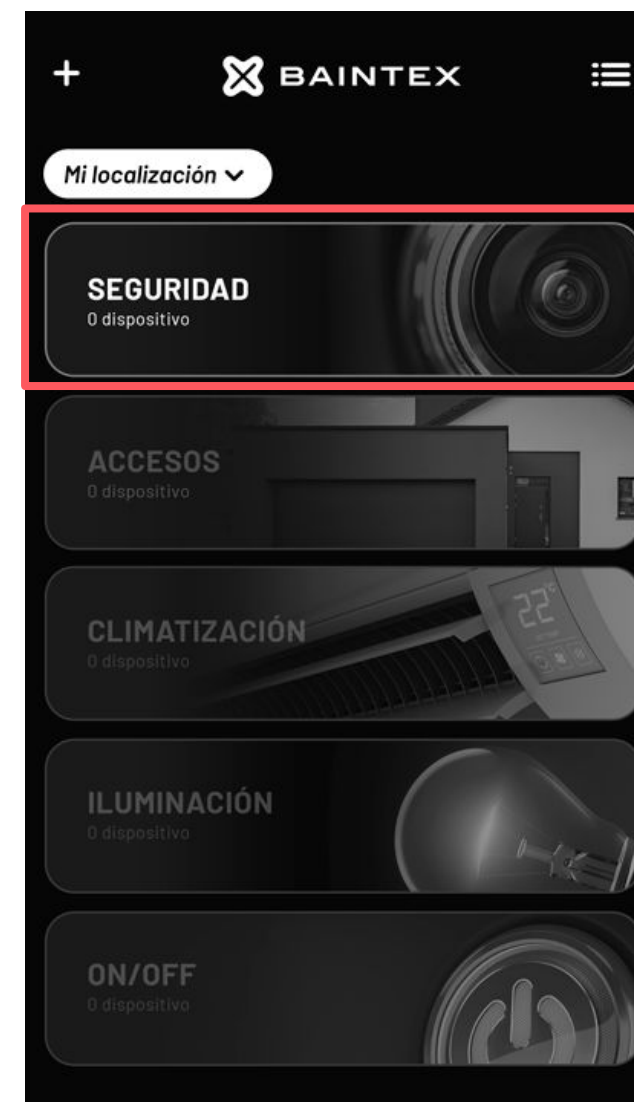 +
BAINTEX
Mi localización
SEGURIDAD
0 dispositivo
ACCESOS
0 dispositivo
CLIMATIZACIÓN
0 dispositivo
22°
ILUMINACIÓN
0 dispositivo
ON/OFF
0 dispositivo